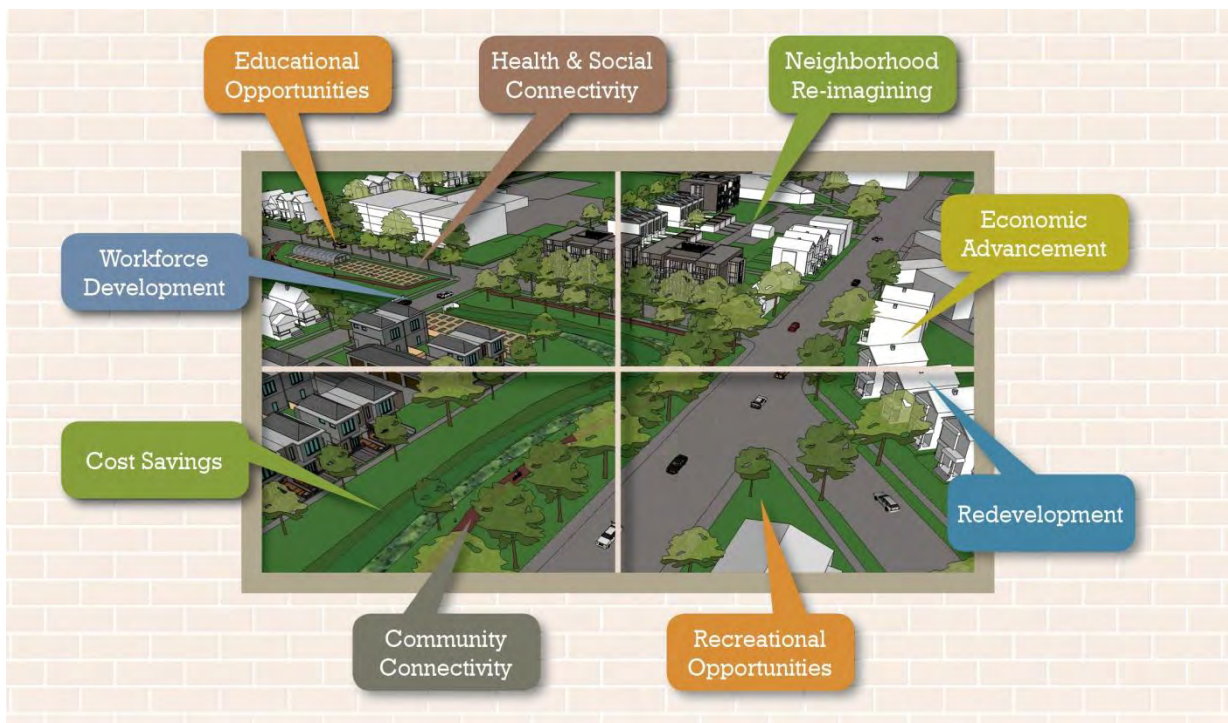 Educational
Opportunities
Health & Social
Connectivity
Neighborhood
Re-imagining
Economic
Advancement
Workforce
Development
Cost Savings
Redevelopment
Community
Connectivity
Recreational
Opportunities